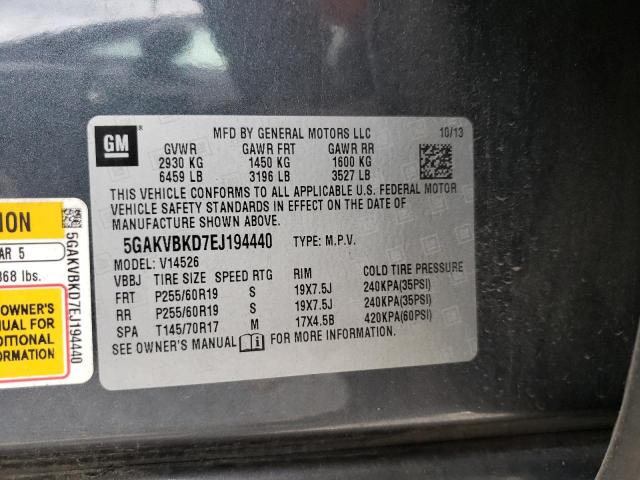 GM
MFD BY GENERAL MOTORS LLC 10/13
GVWR GAWR FRT GAWR RR
2930 KG 1450 KG 1600 KG
6459 LB 3196 LB 3527 LB
THIS VEHICLE CONFORMS TO ALL APPLICABLE U.S. FEDERAL MOTOR
VEHICLE SAFETY STANDARDS IN EFFECT ON THE DATE OF
MANUFACTURE SHOWN ABOVE.
5GAKVBKD7EJ194440 TYPE: M.P.V.
MODEL: V14526
VBBJ TIRE SIZE SPEED RTG RIM COLD TIRE PRESSURE
FRT P255/60R19 S 19X7.5J 240KPA(35PSI)
RR P255/60R19 S 19X7.5J 240KPA(35PSI)
SPA T145/70R17 M 17X4.5B 420KPA(60PSI)
SEE OWNER'S MANUAL i FOR MORE INFORMATION.
ION
AR 5
368 lbs.
OWNER'S
NUAL FOR
DITIONAL
ORMATION
5GAKVBKD7EJ194440